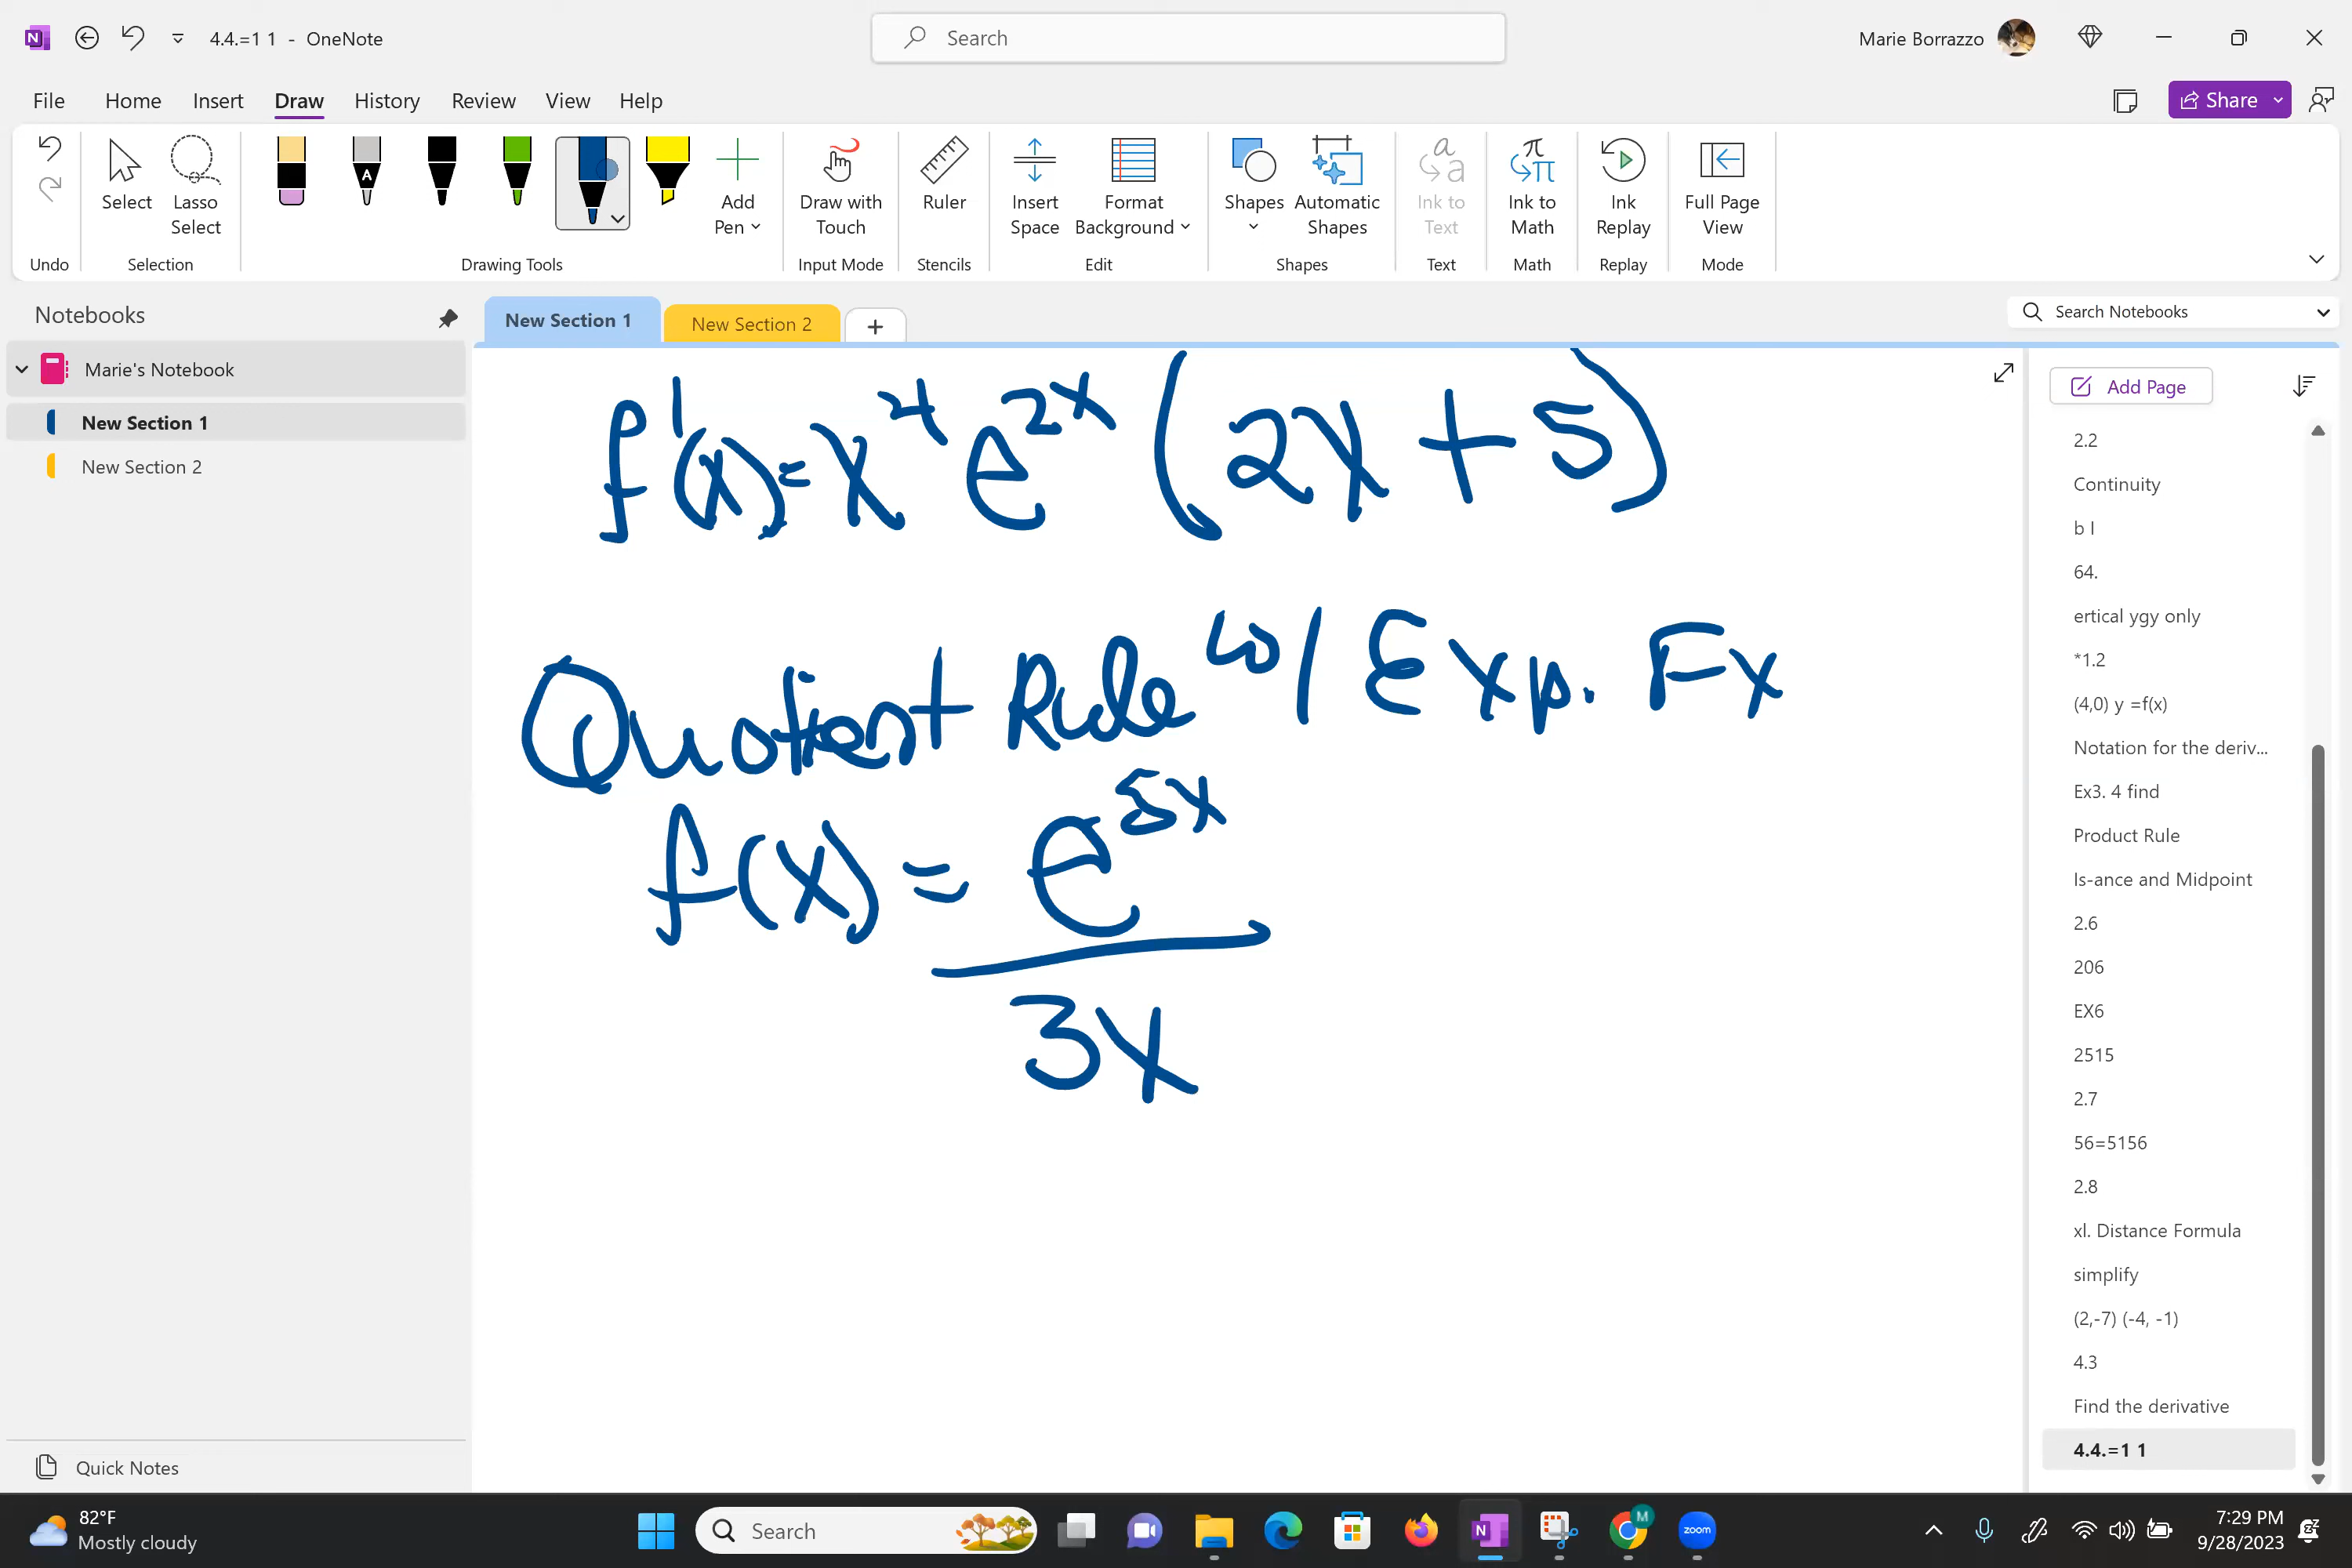 4.4.=1 1 - OneNote
Search
Marie Borrazzo
File Home Insert Draw History Review View Help
Share
Select
Lasso Select
A
Add Pen
Draw with Touch
Ruler
Insert Space
Format Background
Shapes
Automatic Shapes
Ink to Text
Ink to Math
Ink Replay
Full Page View
Undo Selection Drawing Tools Input Mode Stencils Edit Shapes Text Math Replay Mode
Notebooks
Marie's Notebook
New Section 1
New Section 2
New Section 1 New Section 2 +
Search Notebooks
f'(x)=x⁴e^2x(2x+5)
Quotient Rule w/ Exp. Fx
f(x)=e^5x
3x
Add Page
2.2
Continuity
b l
64.
ertical ygy only
*1.2
(4,0) y =f(x)
Notation for the deriv...
Ex3. 4 find
Product Rule
Is-ance and Midpoint
2.6
206
EX6
2515
2.7
56=5156
2.8
xl. Distance Formula
simplify
(2,-7) (-4, -1)
4.3
Find the derivative
4.4.=1 1
Quick Notes
82°F
Mostly cloudy
Search
M
zoom
7:29 PM
9/28/2023